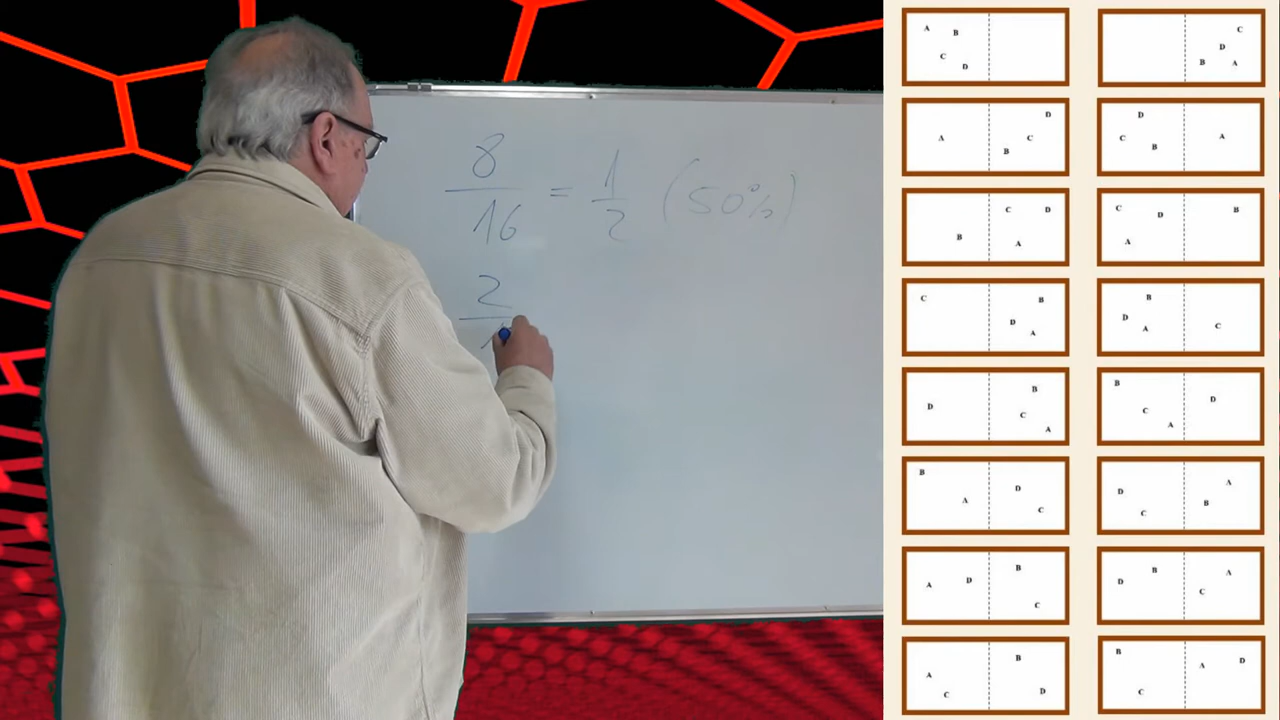 8
16
= 1
2
(50%)
2
A B C D
C D B A
A D C B
D C B A
B C D A
C D A B
C B D A
B D A C
D B C A
B C A D
B A D C
D C A B
A D B C
D B A C
A C B D
B C A D